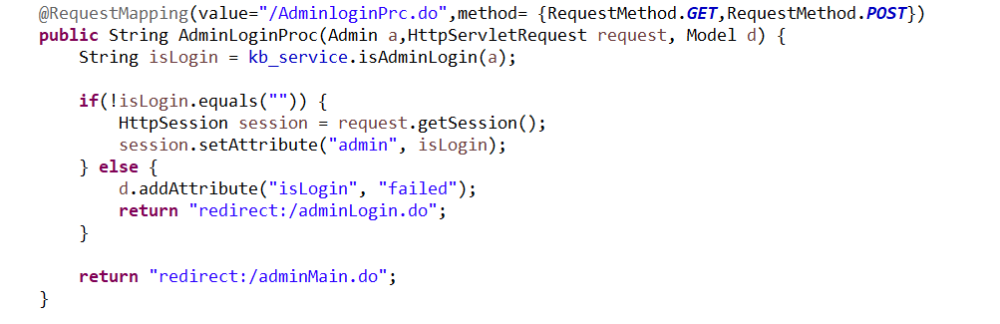 @RequestMapping(value="/AdminloginPrc.do",method= {RequestMethod.GET,RequestMethod.POST})
public String AdminLoginProc(Admin a,HttpServletRequest request, Model d) {
    String isLogin = kb_service.isAdminLogin(a);

    if(!isLogin.equals("")) {
        HttpSession session = request.getSession();
        session.setAttribute("admin", isLogin);
    } else {
        d.addAttribute("isLogin", "failed");
        return "redirect:/adminLogin.do";
    }

    return "redirect:/adminMain.do";
}